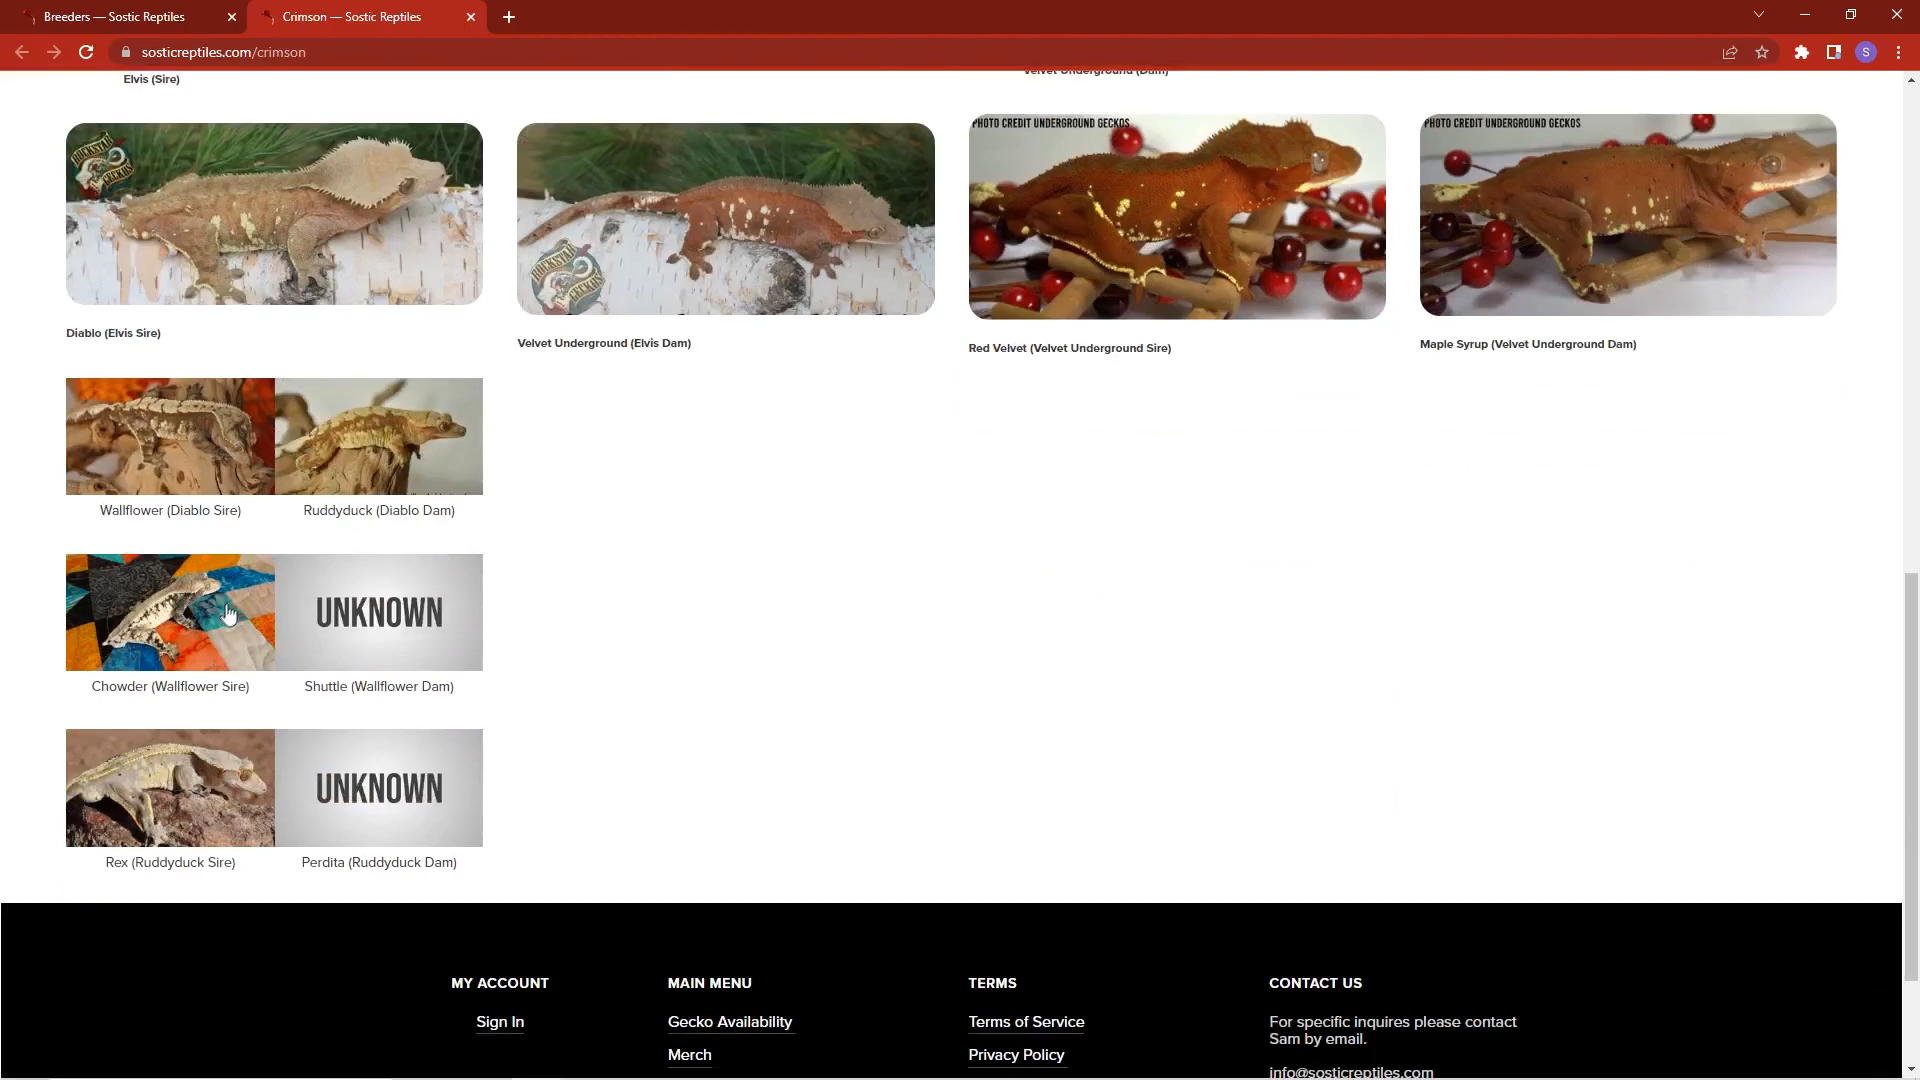 Breeders — Sostic Reptiles
Crimson — Sostic Reptiles
sosticreptiles.com/crimson
S
Elvis (Sire)
Velvet Underground (Dam)
ROCKSTAR GECKOS
ROCKSTAR GECKOS
PHOTO CREDIT UNDERGROUND GECKOS
PHOTO CREDIT UNDERGROUND GECKOS
Diablo (Elvis Sire)
Velvet Underground (Elvis Dam)
Red Velvet (Velvet Underground Sire)
Maple Syrup (Velvet Underground Dam)
Wallflower (Diablo Sire)
Ruddyduck (Diablo Dam)
UNKNOWN
Chowder (Wallflower Sire)
Shuttle (Wallflower Dam)
UNKNOWN
Rex (Ruddyduck Sire)
Perdita (Ruddyduck Dam)
MY ACCOUNT
Sign In
MAIN MENU
Gecko Availability
Merch
TERMS
Terms of Service
Privacy Policy
CONTACT US
For specific inquires please contact
Sam by email.
info@sosticreptiles.com